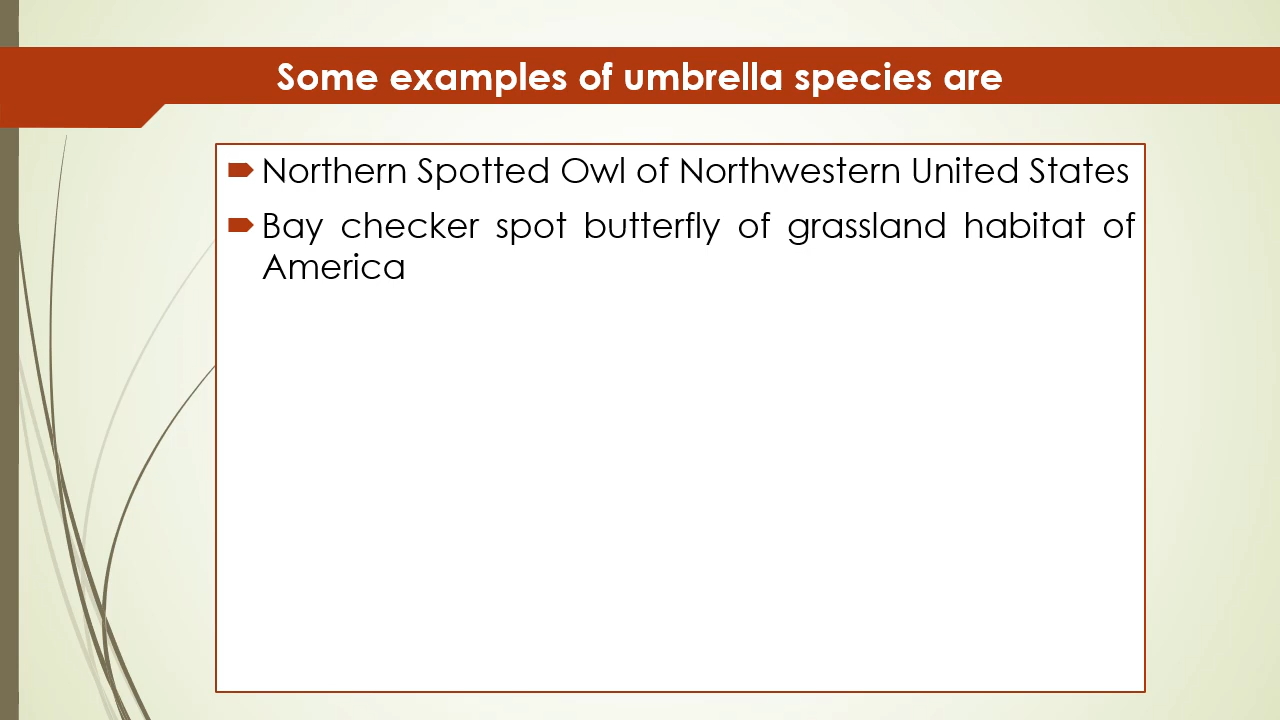 Some examples of umbrella species are
Northern Spotted Owl of Northwestern United States
Bay checker spot butterfly of grassland habitat of
America